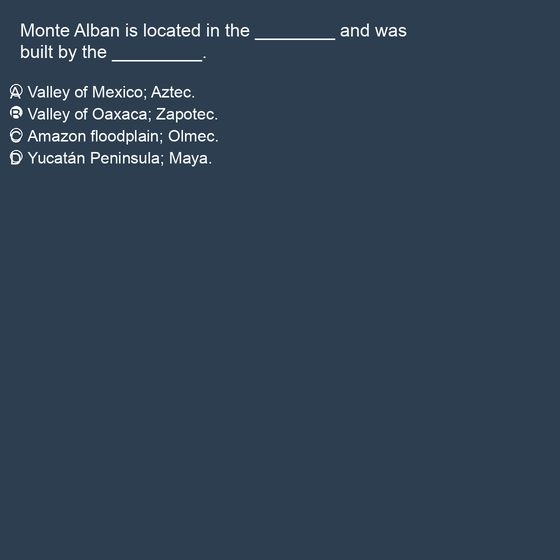 Monte Alban is located in the ________ and was
built by the _________.
A Valley of Mexico; Aztec.
B Valley of Oaxaca; Zapotec.
C Amazon floodplain; Olmec.
D Yucatán Peninsula; Maya.